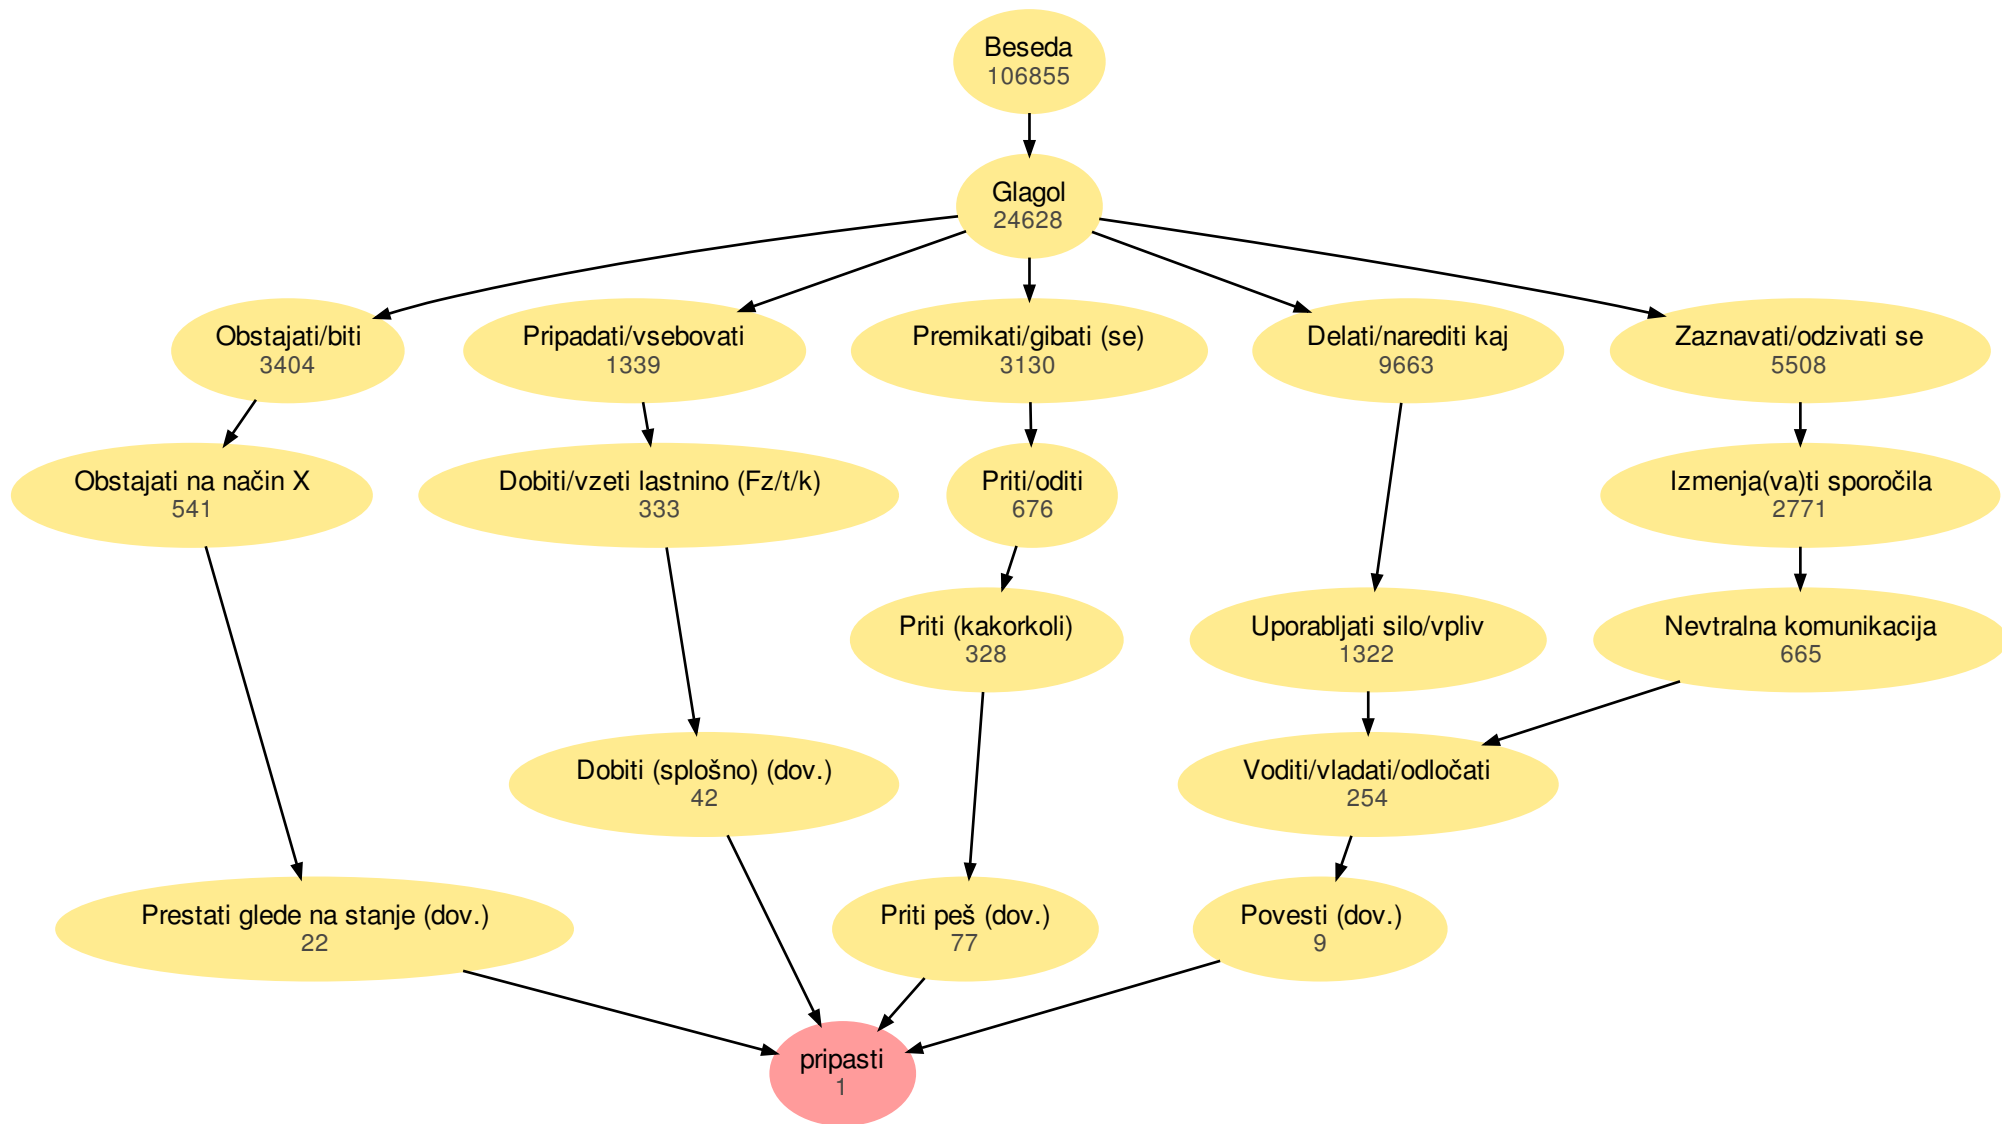 Beseda
106855
Glagol
24628
Obstajati/biti
3404
Pripadati/vsebovati
1339
Premikati/gibati (se)
3130
Delati/narediti kaj
9663
Zaznavati/odzivati se
5508
Obstajati na način X
541
Dobiti/vzeti lastnino (Fz/t/k)
333
Priti/oditi
676
Izmenja(va)ti sporočila
2771
Priti (kakorkoli)
328
Uporabljati silo/vpliv
1322
Nevtralna komunikacija
665
Dobiti (splošno) (dov.)
42
Voditi/vladati/odločati
254
Prestati glede na stanje (dov.)
22
Priti peš (dov.)
77
Povesti (dov.)
9
pripasti
1